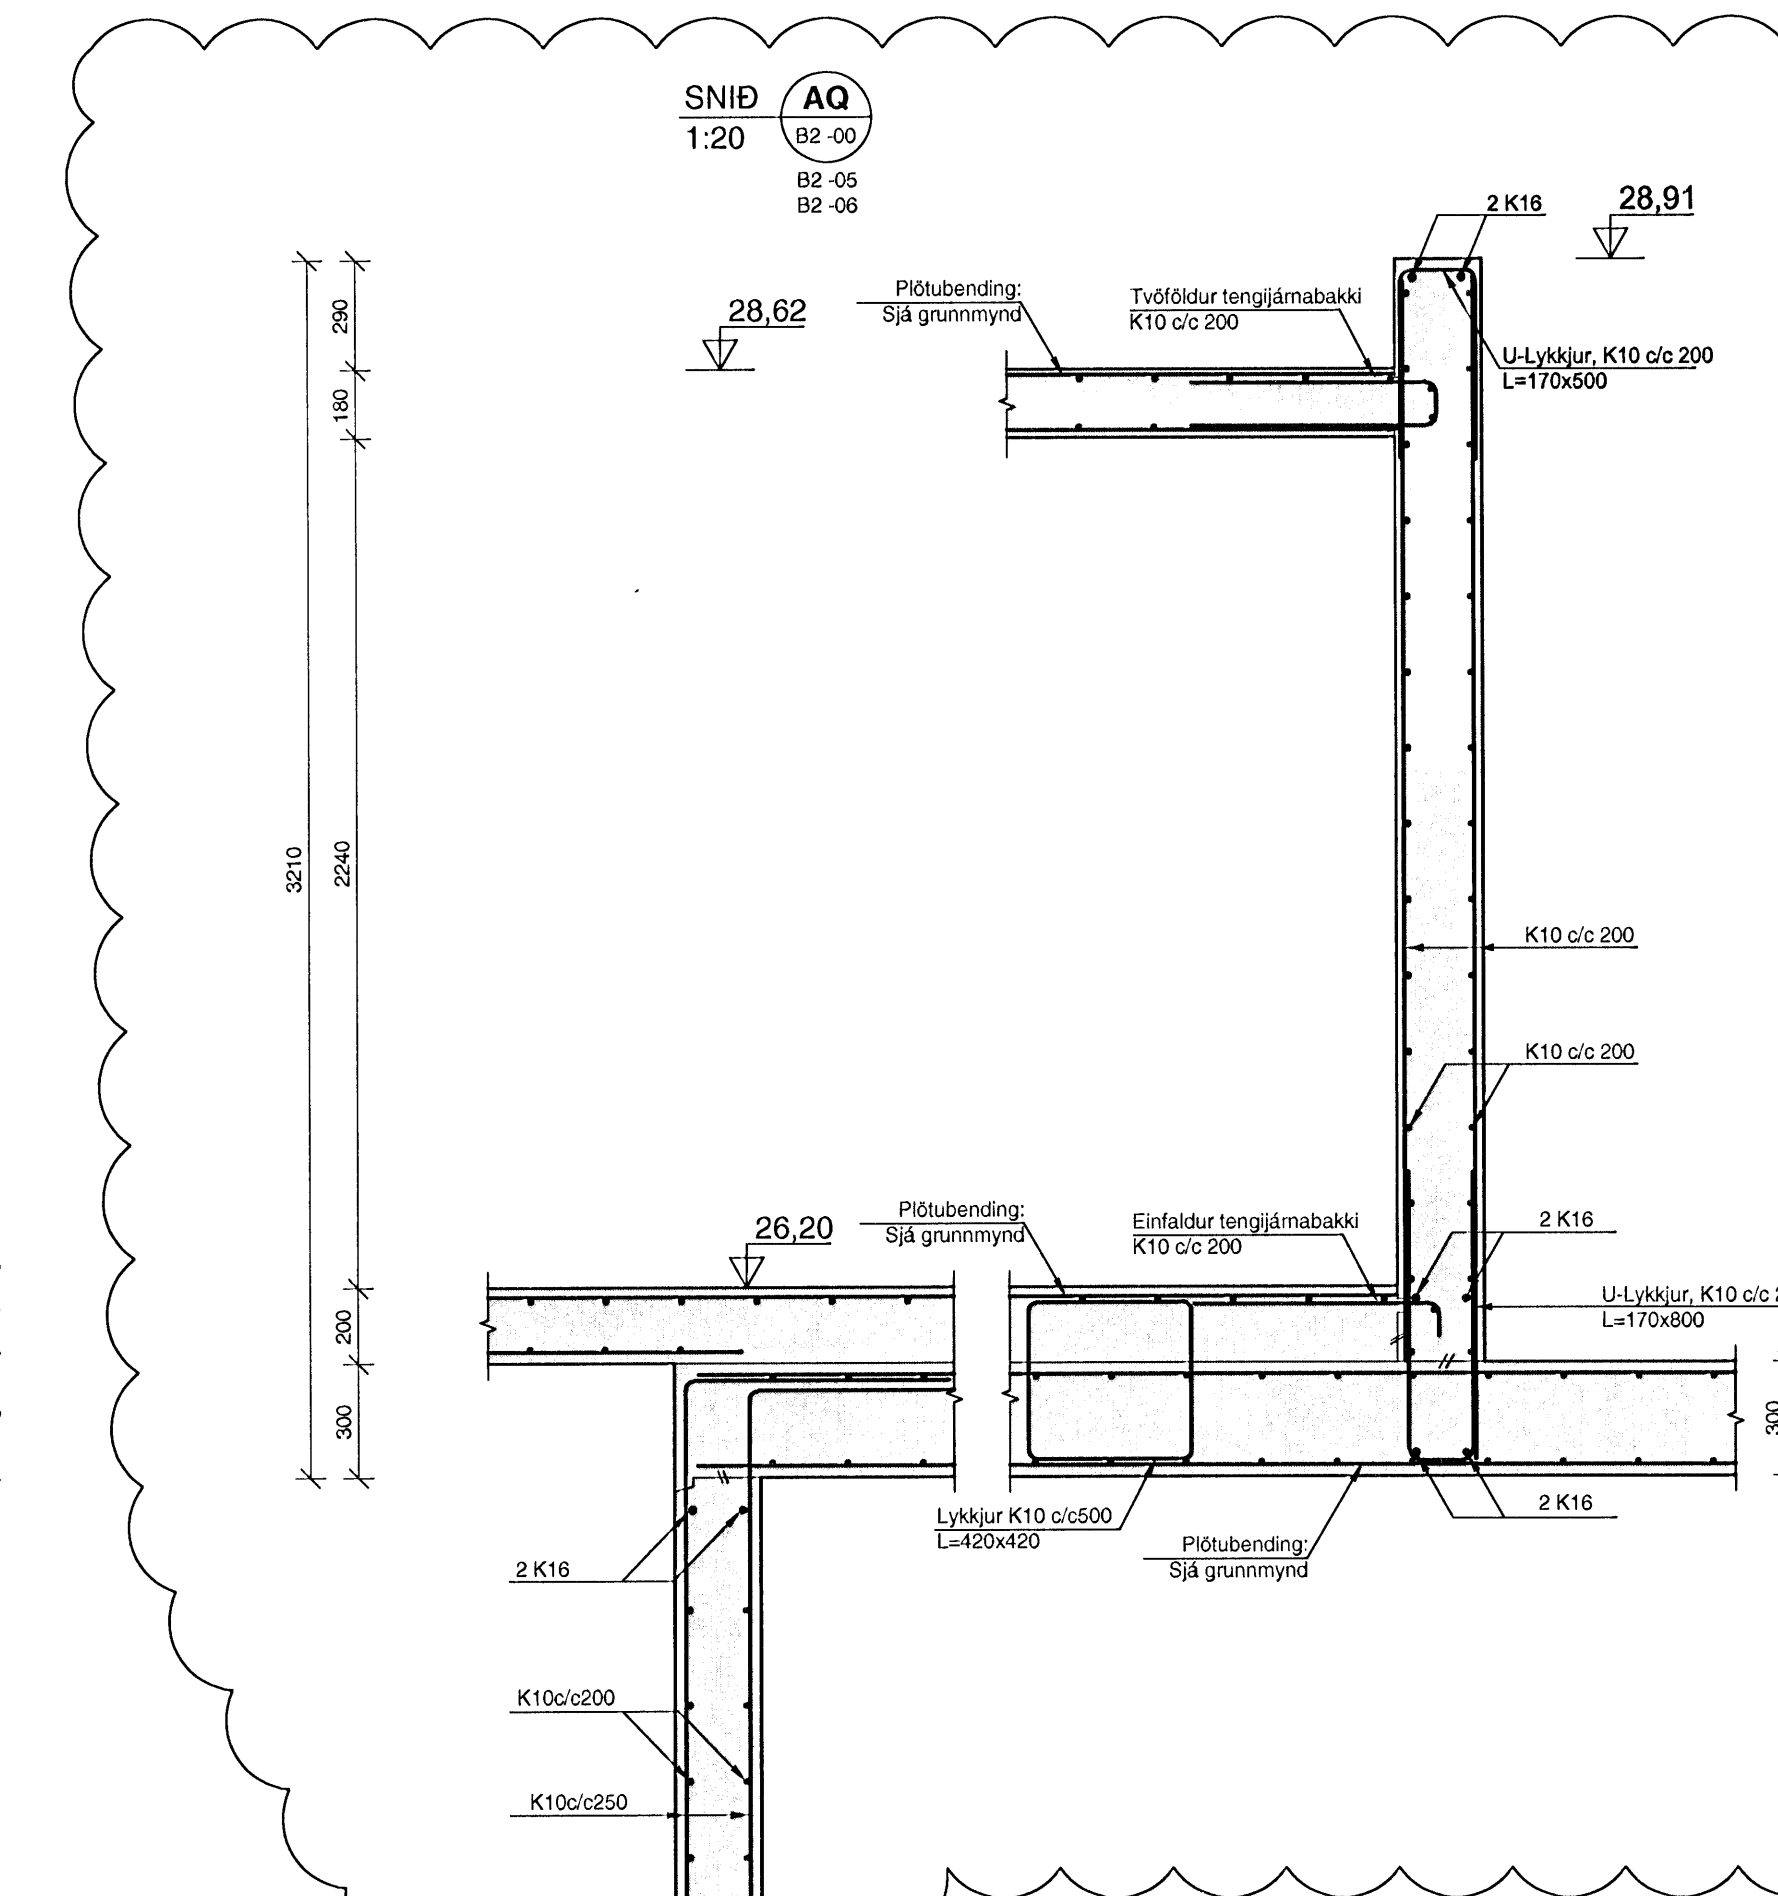 SNIÐ AQ
1:20 B2 -00
B2 -05
B2 -06
2 K16
28,91
28,62
Plötubending:
Sjá grunnmynd
Tvöföldur tengijárnabakki
K10 c/c 200
U-Lykkjur, K10 c/c 200
L=170x500
290
180
3210
2240
K10 c/c 200
K10 c/c 200
26,20
Plötubending:
Sjá grunnmynd
Einfaldur tengijárnabakki
K10 c/c 200
2 K16
U-Lykkjur, K10 c/c
L=170x800
200
300
300
Lykkjur K10 c/c500
L=420x420
2 K16
Plötubending:
Sjá grunnmynd
2 K16
K10c/c200
K10c/c250